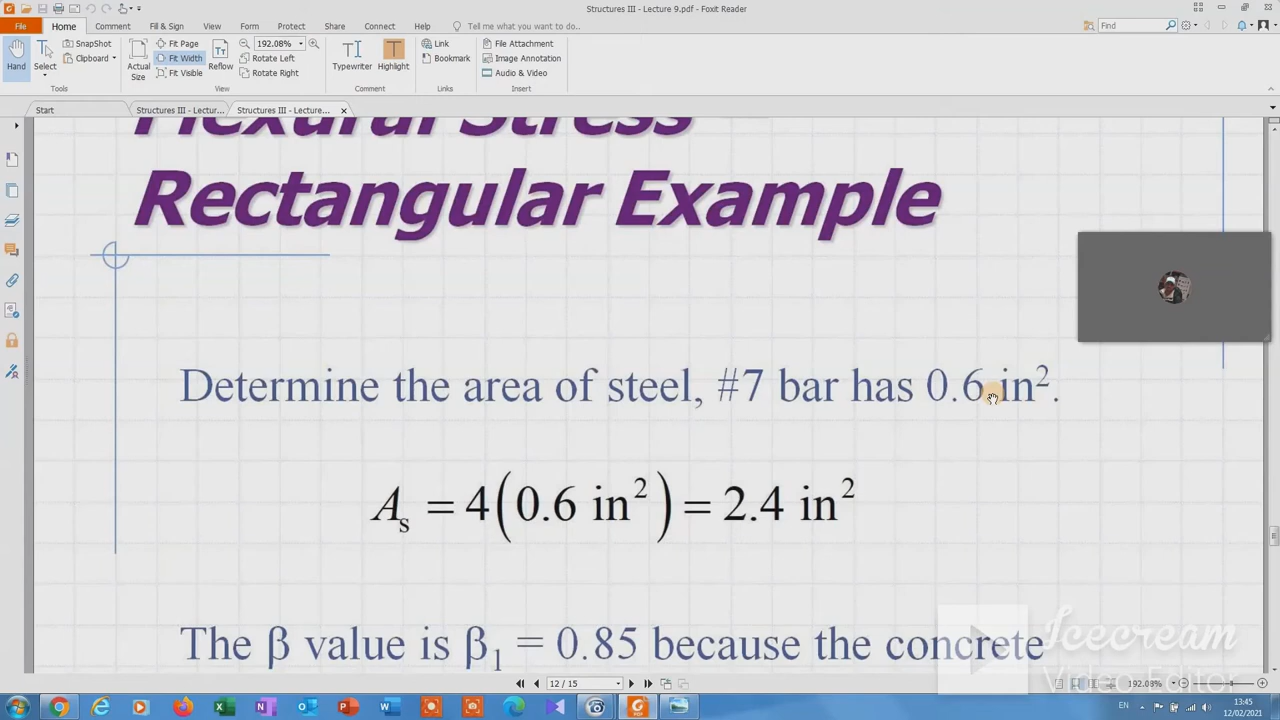 Structures III - Lecture 9.pdf - Foxit Reader
File Home Comment Fill & Sign View Form Protect Share Connect Help Tell me what you want to do... Find
SnapShot Fit Page 192.08% Link File Attachment
Hand Select Clipboard Actual Size Fit Width Reflow Rotate Left Typewriter Highlight Bookmark Image Annotation
Fit Visible Rotate Right Audio & Video
Tools View Comment Links Insert
Start Structures III - Lectur... Structures III - Lecture...
Flexural Stress
Rectangular Example
Determine the area of steel, #7 bar has 0.6 in².
Aₛ = 4(0.6 in²) = 2.4 in²
The β value is β₁ = 0.85 because the concrete
Icecream
Video Editor
12 / 15 192.08%
EN 13:45
12/02/2021